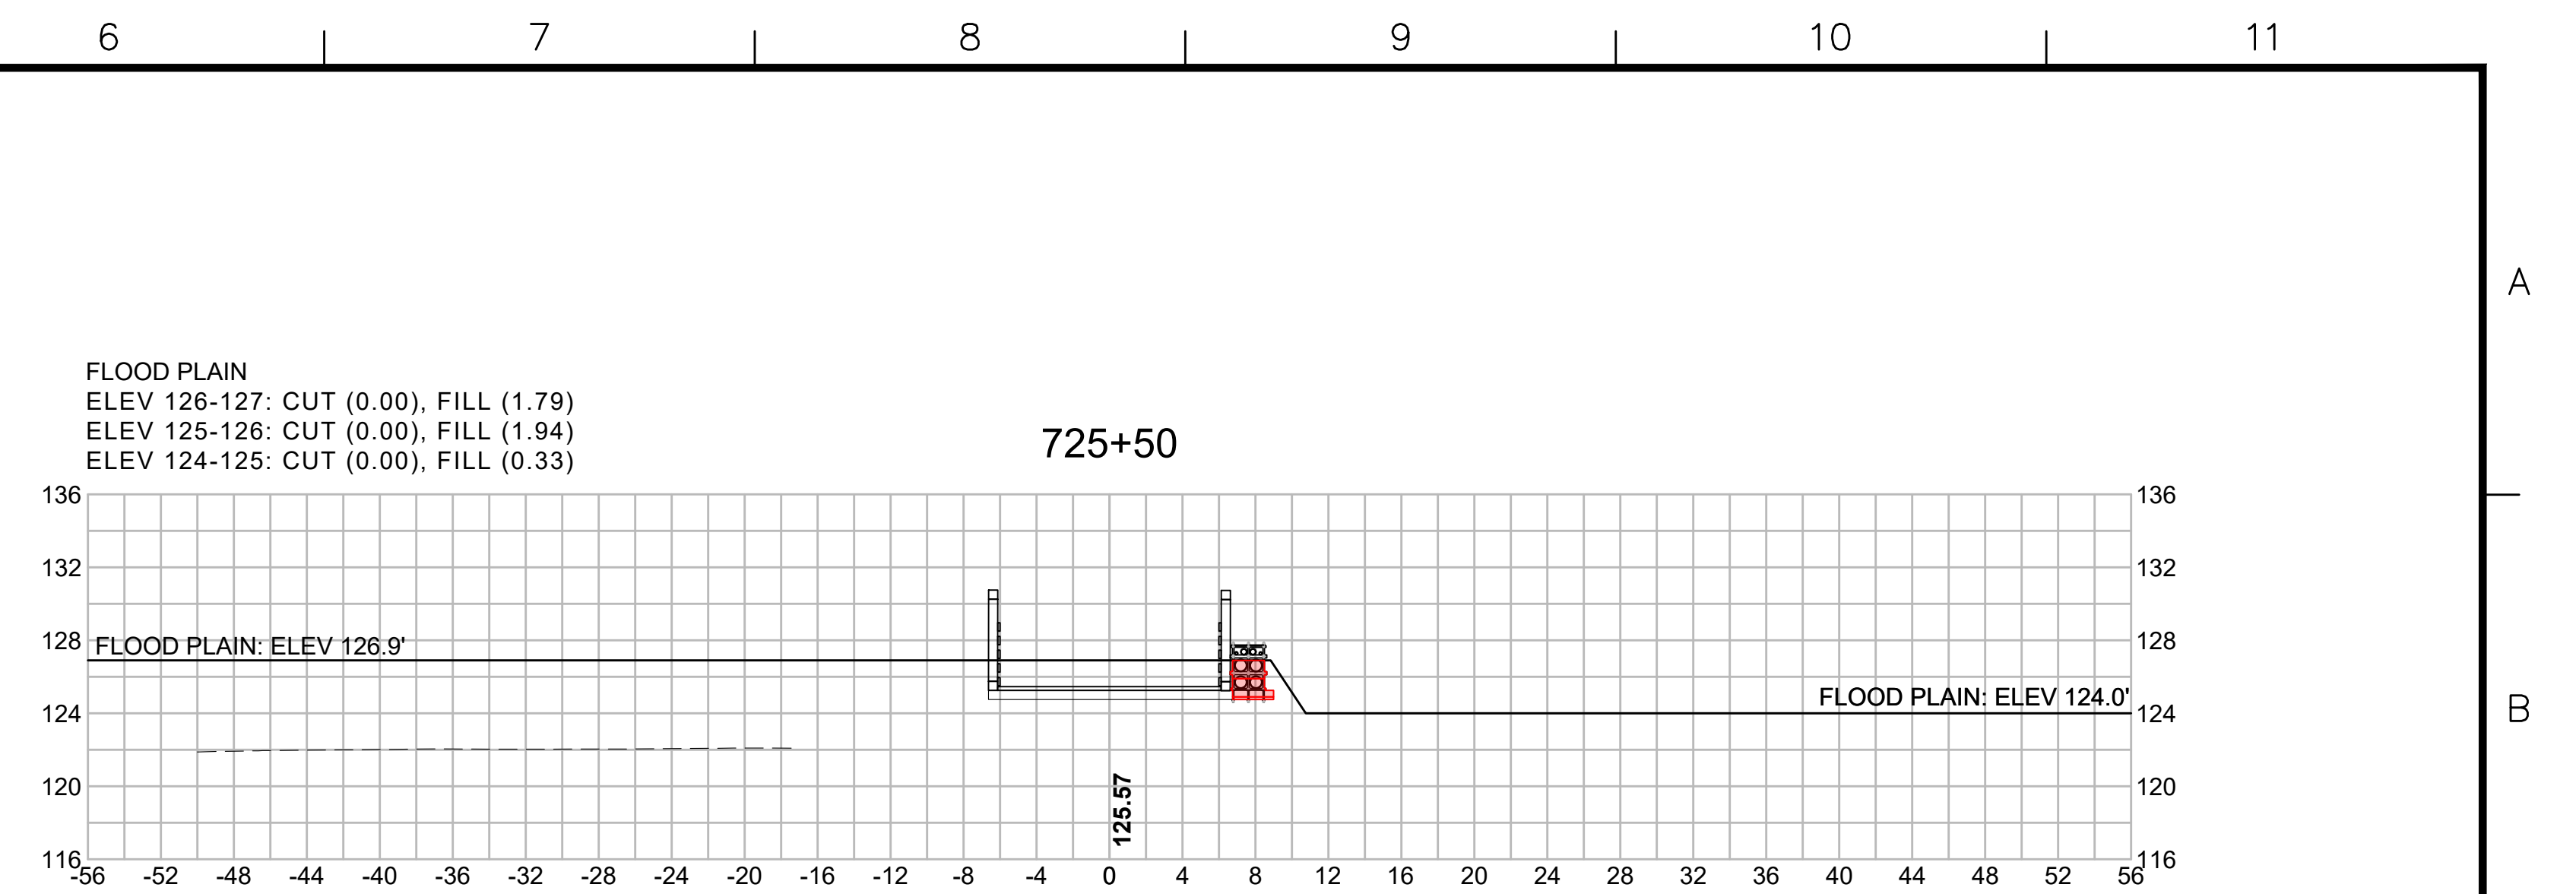 6 7 8 9 10 11
A
FLOOD PLAIN
ELEV 126-127: CUT (0.00), FILL (1.79)
ELEV 125-126: CUT (0.00), FILL (1.94)
ELEV 124-125: CUT (0.00), FILL (0.33)
725+50
136 136
132 132
128 FLOOD PLAIN: ELEV 126.9' 128
124 FLOOD PLAIN: ELEV 124.0' 124
B
120 120
125.57
116 116
-56 -52 -48 -44 -40 -36 -32 -28 -24 -20 -16 -12 -8 -4 0 4 8 12 16 20 24 28 32 36 40 44 48 52 56